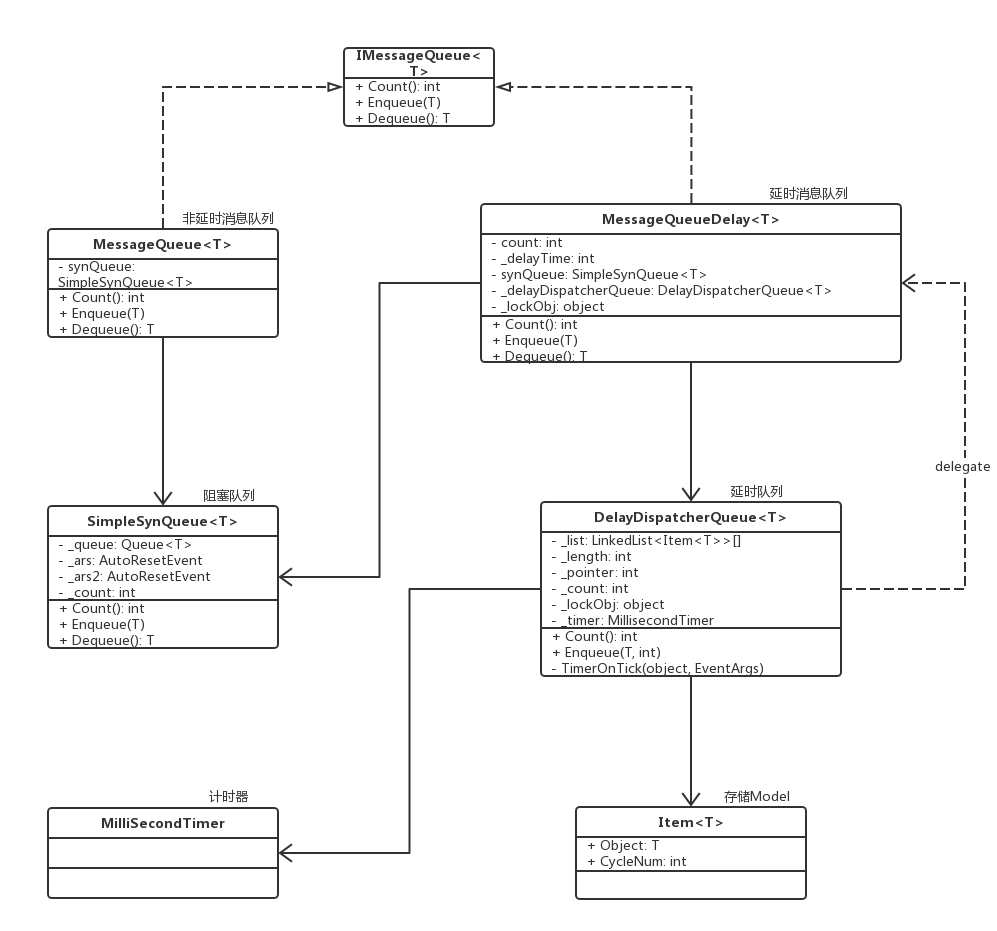 IMessageQueue<
T>
+ Count(): int
+ Enqueue(T)
+ Dequeue(): T
非延时消息队列
MessageQueue<T>
- synQueue:
SimpleSynQueue<T>
+ Count(): int
+ Enqueue(T)
+ Dequeue(): T
延时消息队列
MessageQueueDelay<T>
- count: int
- _delayTime: int
- synQueue: SimpleSynQueue<T>
- _delayDispatcherQueue: DelayDispatcherQueue<T>
- _lockObj: object
+ Count(): int
+ Enqueue(T)
+ Dequeue(): T
delegate
阻塞队列
SimpleSynQueue<T>
- _queue: Queue<T>
- _ars: AutoResetEvent
- _ars2: AutoResetEvent
- _count: int
+ Count(): int
+ Enqueue(T)
+ Dequeue(): T
延时队列
DelayDispatcherQueue<T>
- _list: LinkedList<Item<T>>[]
- _length: int
- _pointer: int
- _count: int
- _lockObj: object
- _timer: MillisecondTimer
+ Count(): int
+ Enqueue(T, int)
- TimerOnTick(object, EventArgs)
计时器
MilliSecondTimer
存储Model
Item<T>
+ Object: T
+ CycleNum: int